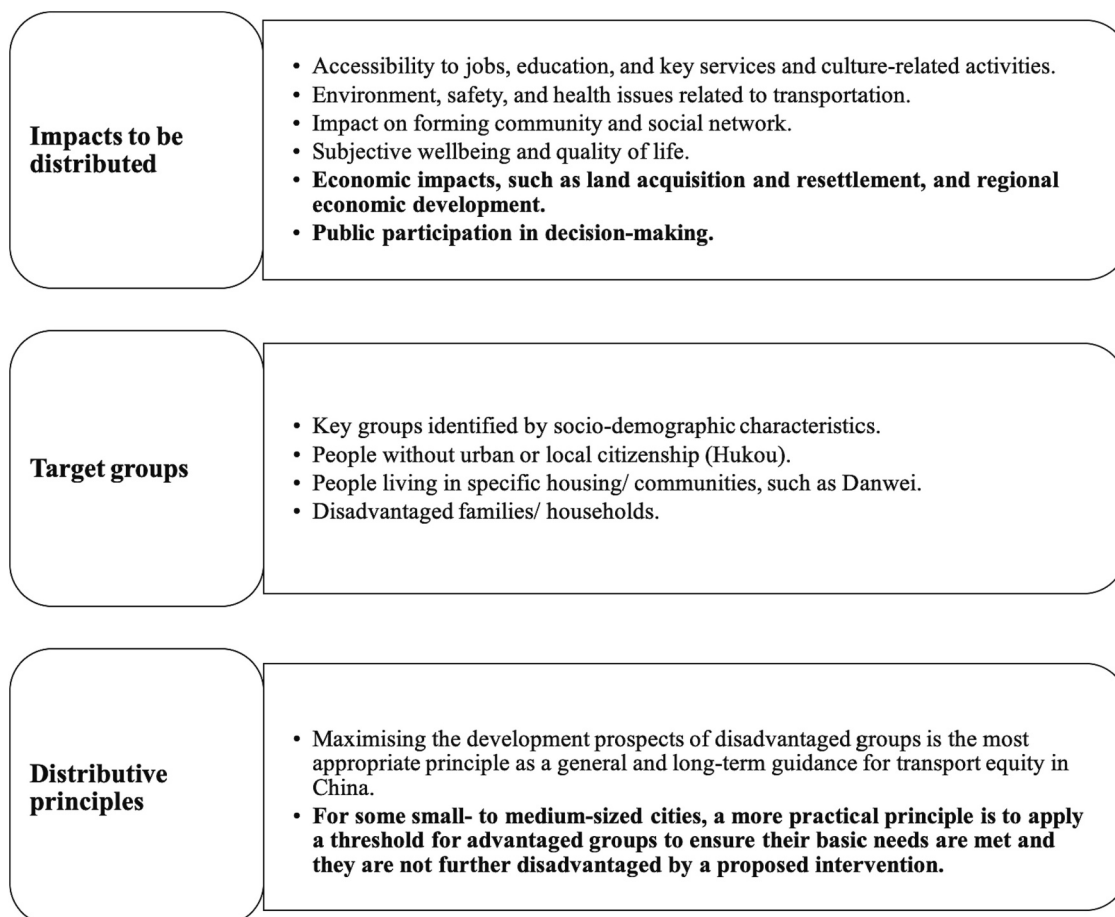 Impacts to be
distributed
• Accessibility to jobs, education, and key services and culture-related activities.
• Environment, safety, and health issues related to transportation.
• Impact on forming community and social network.
• Subjective wellbeing and quality of life.
• Economic impacts, such as land acquisition and resettlement, and regional
economic development.
• Public participation in decision-making.
Target groups
• Key groups identified by socio-demographic characteristics.
• People without urban or local citizenship (Hukou).
• People living in specific housing/ communities, such as Danwei.
• Disadvantaged families/ households.
Distributive
principles
• Maximising the development prospects of disadvantaged groups is the most
appropriate principle as a general and long-term guidance for transport equity in
China.
• For some small- to medium-sized cities, a more practical principle is to apply
a threshold for advantaged groups to ensure their basic needs are met and
they are not further disadvantaged by a proposed intervention.